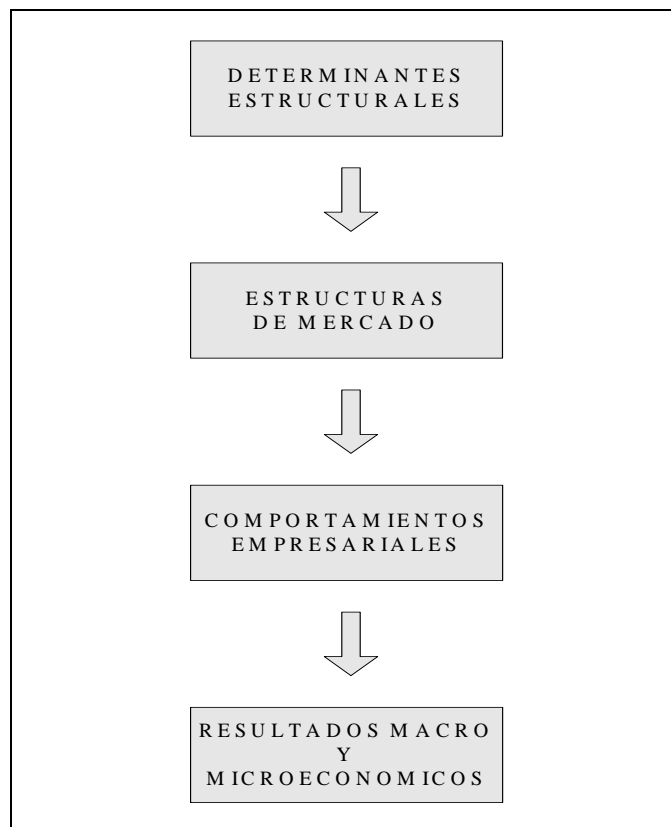 DETERMINANTES
ESTRUCTURALES
ESTRUCTURAS
DE MERCADO
COMPORTAMIENTOS
EMPRESARIALES
RESULTADOS MACRO
Y
MICROECONOMICOS